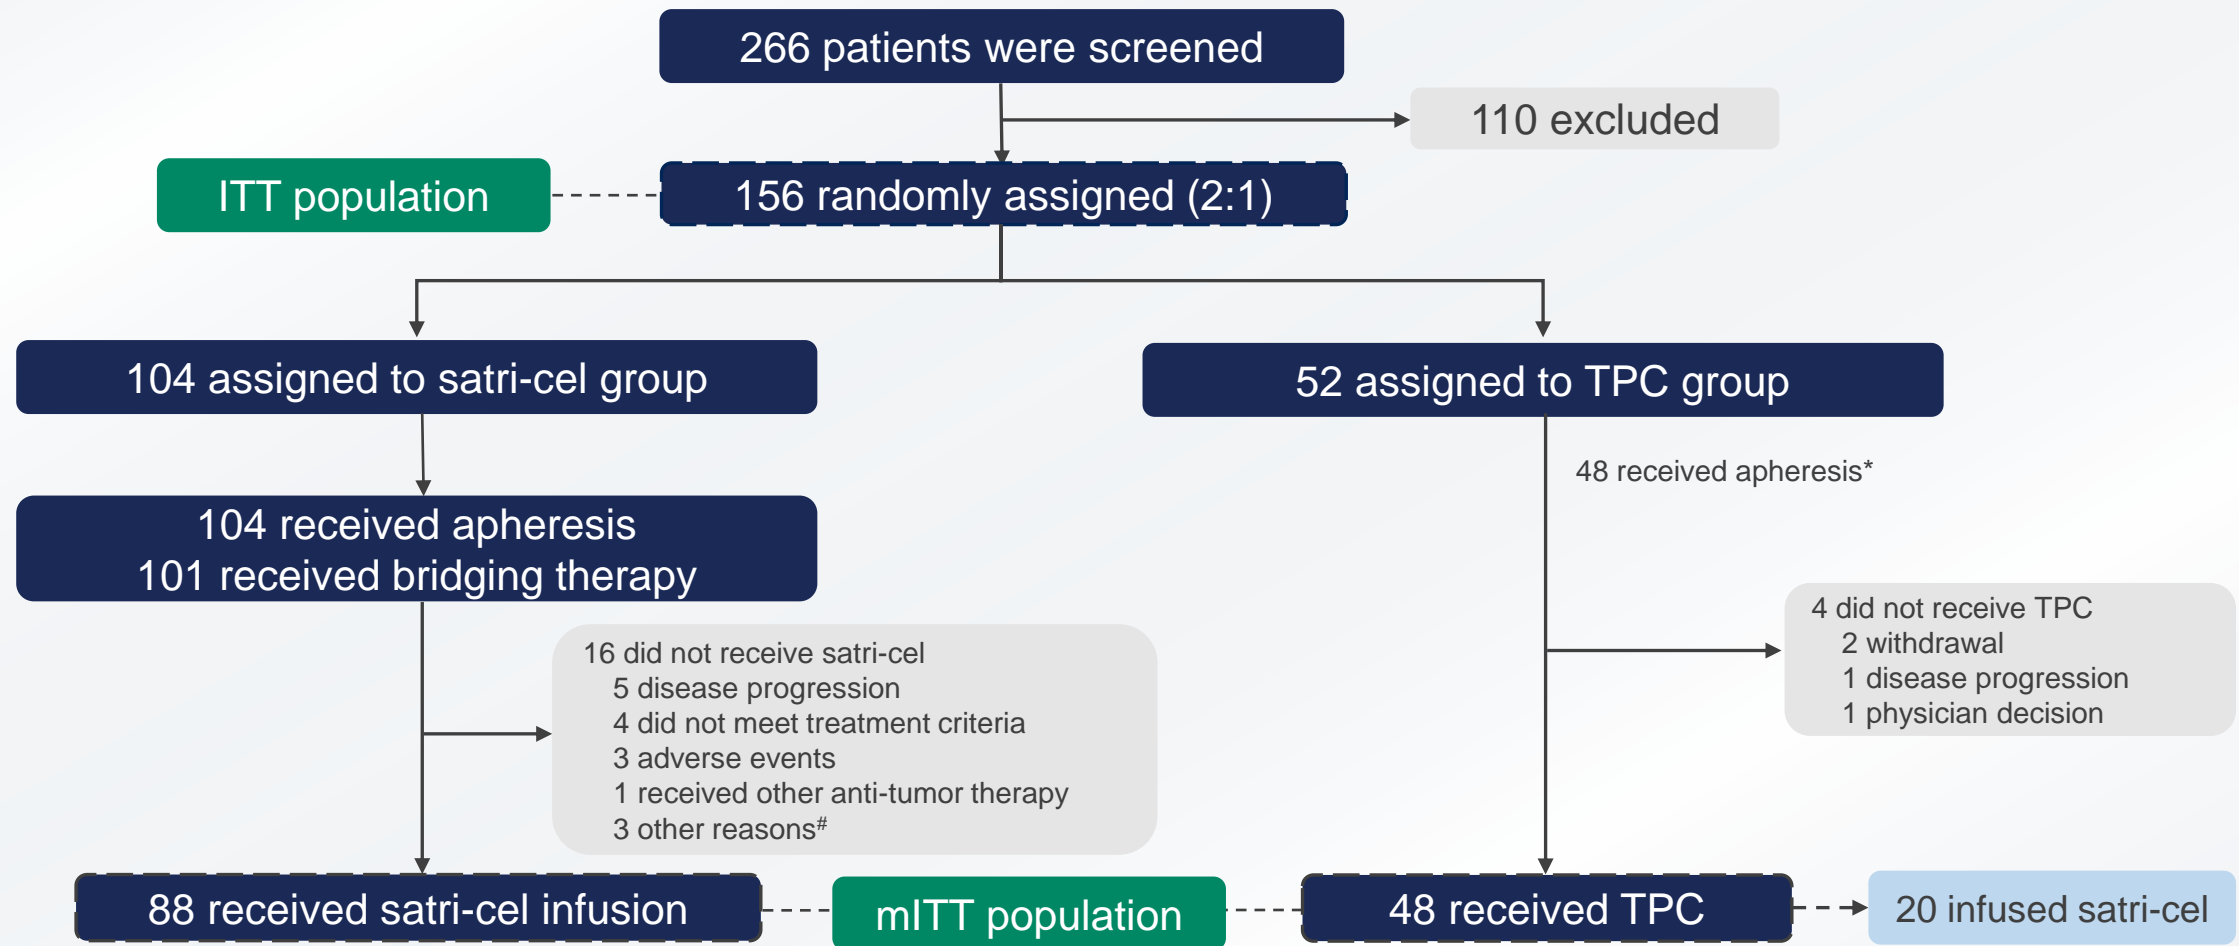 266 patients were screened
110 excluded
ITT population
156 randomly assigned (2:1)
104 assigned to satri-cel group
52 assigned to TPC group
48 received apheresis*
104 received apheresis
101 received bridging therapy
16 did not receive satri-cel
5 disease progression
4 did not meet treatment criteria
3 adverse events
1 received other anti-tumor therapy
3 other reasons#
4 did not receive TPC
2 withdrawal
1 disease progression
1 physician decision
88 received satri-cel infusion
mITT population
48 received TPC
20 infused satri-cel